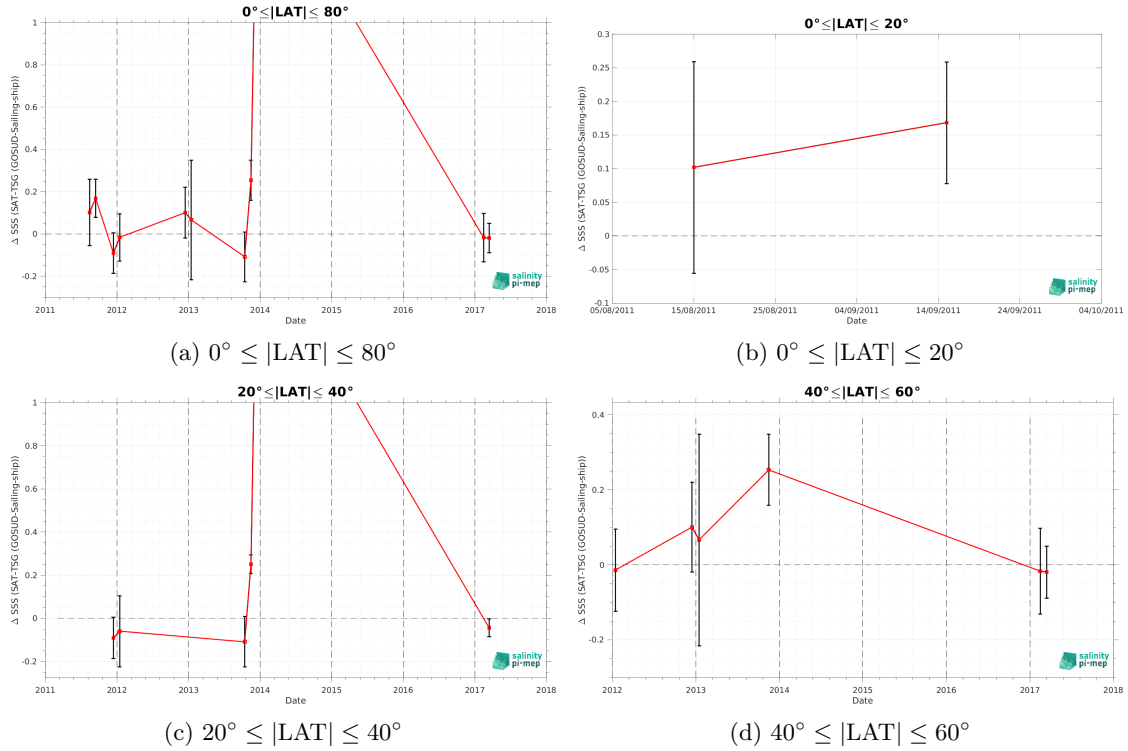 0°≤|LAT|≤ 80°
Δ SSS (SAT-TSG (GOSUD-Sailing-ship))
1
0.8
0.6
0.4
0.2
0
-0.2
2011 2012 2013 2014 2015 2016 2017 2018
Date
salinity
pi-mep
(a) 0° ≤ |LAT| ≤ 80°
0°≤|LAT|≤ 20°
Δ SSS (SAT-TSG (GOSUD-Sailing-ship))
0.3
0.25
0.2
0.15
0.1
0.05
0
-0.05
-0.1
05/08/2011 15/08/2011 25/08/2011 04/09/2011 14/09/2011 24/09/2011 04/10/2011
Date
salinity
pi-mep
(b) 0° ≤ |LAT| ≤ 20°
20°≤|LAT|≤ 40°
Δ SSS (SAT-TSG (GOSUD-Sailing-ship))
1
0.8
0.6
0.4
0.2
0
-0.2
2011 2012 2013 2014 2015 2016 2017 2018
Date
salinity
pi-mep
(c) 20° ≤ |LAT| ≤ 40°
40°≤|LAT|≤ 60°
Δ SSS (SAT-TSG (GOSUD-Sailing-ship))
0.4
0.2
0
-0.2
2012 2013 2014 2015 2016 2017 2018
Date
salinity
pi-mep
(d) 40° ≤ |LAT| ≤ 60°